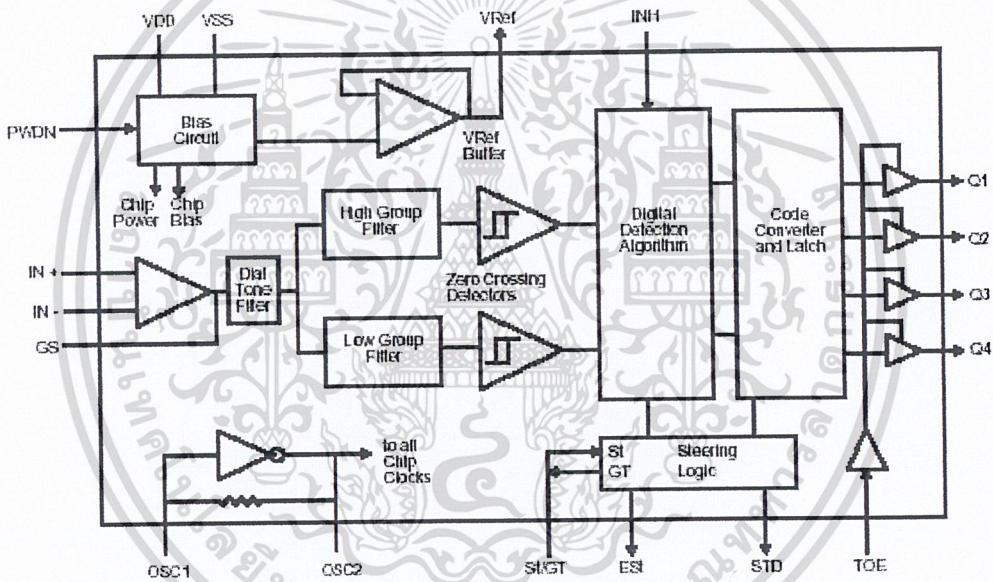 VDD VSS VRef INH
PWDN
Bias
Circuit
VRef
Buffer
Chip
Power
Chip
Bias
High Group
Filter
Digital
Detection
Algorithm
Code
Converter
and Latch
Q1
Q2
Q3
Q4
IN +
IN -
GS
Dial
Tone
Filter
Zero Crossing
Detectors
Low Group
Filter
to all
Chip
Clocks
St
GT
Steering
Logic
OSC1 OSC2 St/GT ESt STD TOE